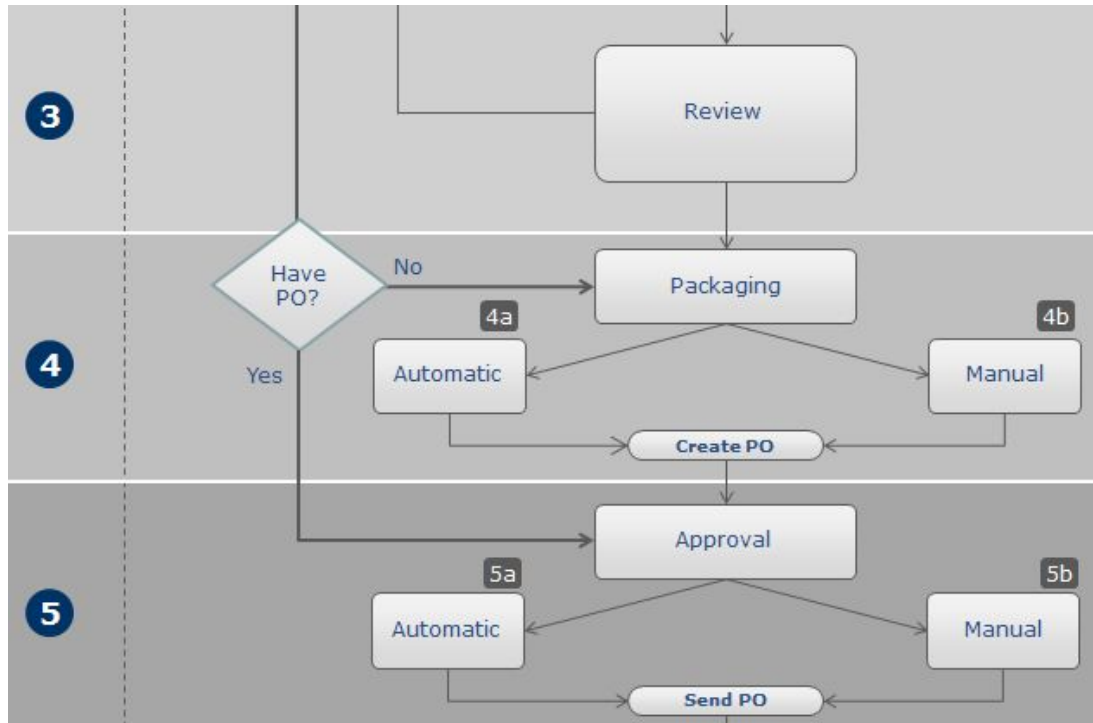 3
Review
Have
PO?
No
Packaging
4a
4b
4
Yes
Automatic
Manual
Create PO
Approval
5a
5b
5
Automatic
Manual
Send PO